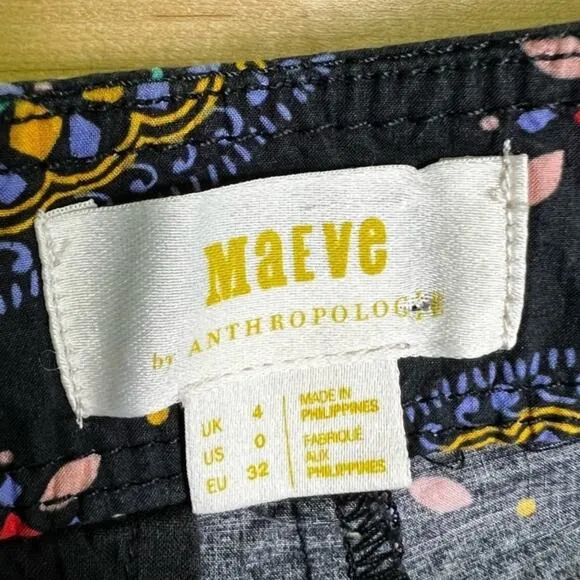 MaEVe
by ANTHROPOLOGIE
UK 4
US 0
EU 32
MADE IN
PHILIPPINES
FABRIQUÉ
AUX
PHILIPPINES